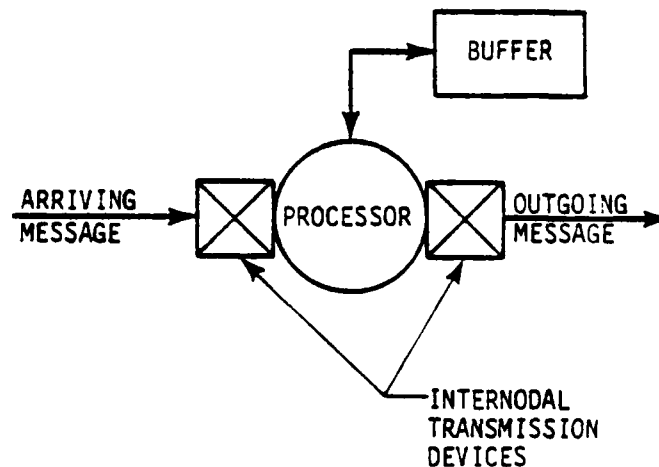 BUFFER
ARRIVING
MESSAGE
PROCESSOR
OUTGOING
MESSAGE
INTERNODAL
TRANSMISSION
DEVICES